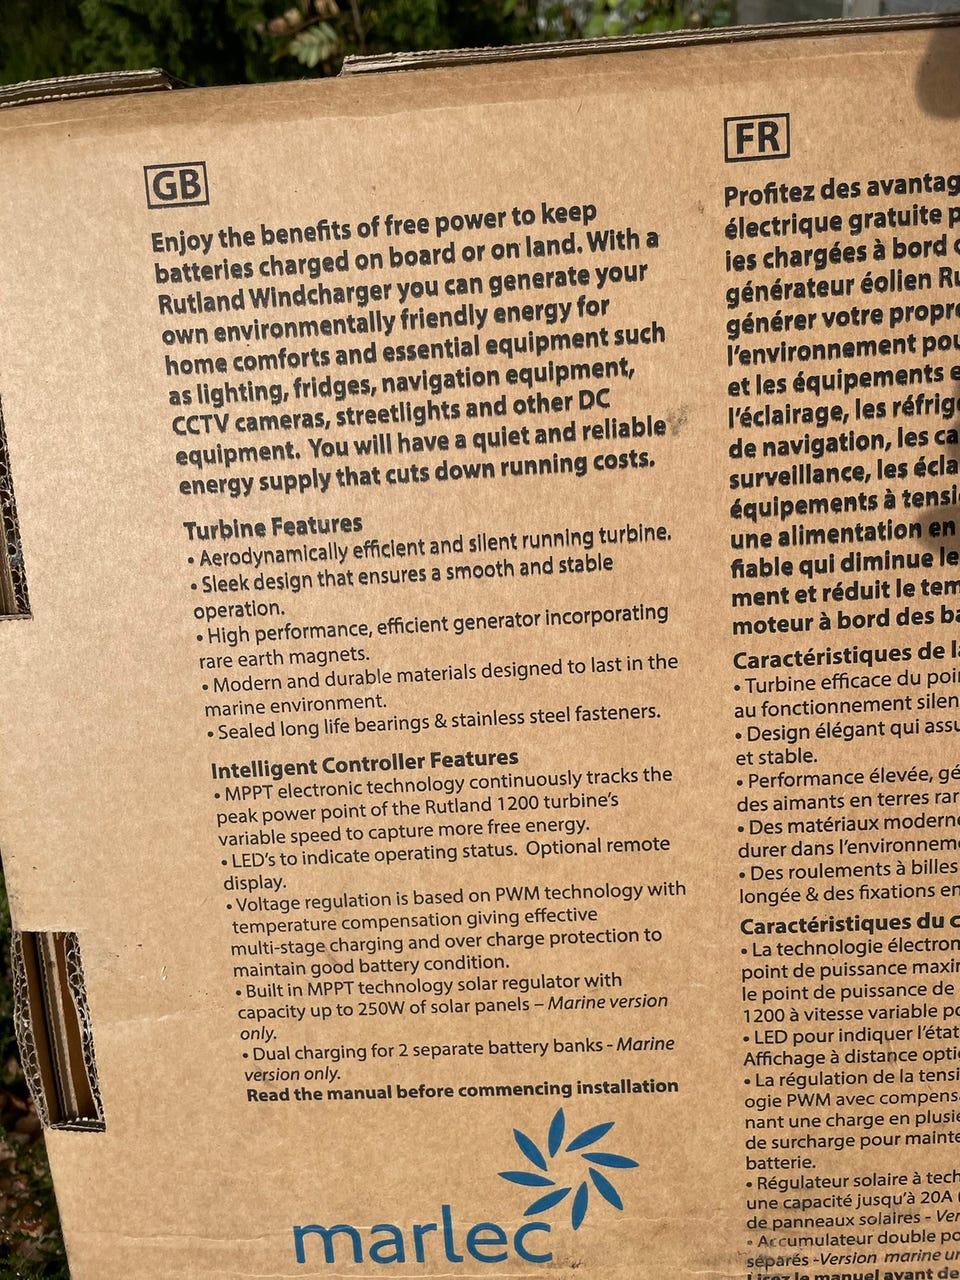 GB
Enjoy the benefits of free power to keep
batteries charged on board or on land. With a
Rutland Windcharger you can generate your
own environmentally friendly energy for
home comforts and essential equipment such
as lighting, fridges, navigation equipment,
CCTV cameras, streetlights and other DC
equipment. You will have a quiet and reliable
energy supply that cuts down running costs.
Turbine Features
• Aerodynamically efficient and silent running turbine.
• Sleek design that ensures a smooth and stable
operation.
• High performance, efficient generator incorporating
rare earth magnets.
• Modern and durable materials designed to last in the
marine environment.
• Sealed long life bearings & stainless steel fasteners.
Intelligent Controller Features
• MPPT electronic technology continuously tracks the
peak power point of the Rutland 1200 turbine's
variable speed to capture more free energy.
• LED's to indicate operating status. Optional remote
display.
• Voltage regulation is based on PWM technology with
temperature compensation giving effective
multi-stage charging and over charge protection to
maintain good battery condition.
• Built in MPPT technology solar regulator with
capacity up to 250W of solar panels – Marine version
only.
• Dual charging for 2 separate battery banks - Marine
version only.
Read the manual before commencing installation
marlec
FR
Profitez des avantag
électrique gratuite p
ies chargées à bord
générateur éolien Ru
générer votre propre
l'environnement pou
et les équipements e
l'éclairage, les réfrig
de navigation, les ca
surveillance, les écla
équipements à tensi
une alimentation en
fiable qui diminue le
ment et réduit le tem
moteur à bord des ba
Caractéristiques de la
• Turbine efficace du poi
au fonctionnement silen
• Design élégant qui assu
et stable.
• Performance élevée, gé
des aimants en terres rar
• Des matériaux moderne
durer dans l'environnem
• Des roulements à billes
longée & des fixations en
Caractéristiques du c
• La technologie électron
point de puissance maxi
le point de puissance de
1200 à vitesse variable po
• LED pour indiquer l'état
Affichage à distance optio
• La régulation de la tensi
ogie PWM avec compensa
nant une charge en plusie
de surcharge pour mainte
batterie.
• Régulateur solaire à tech
une capacité jusqu'à 20A
de panneaux solaires - Ver
• Accumulateur double po
séparés -Version marine un
Lisez le manuel avant de